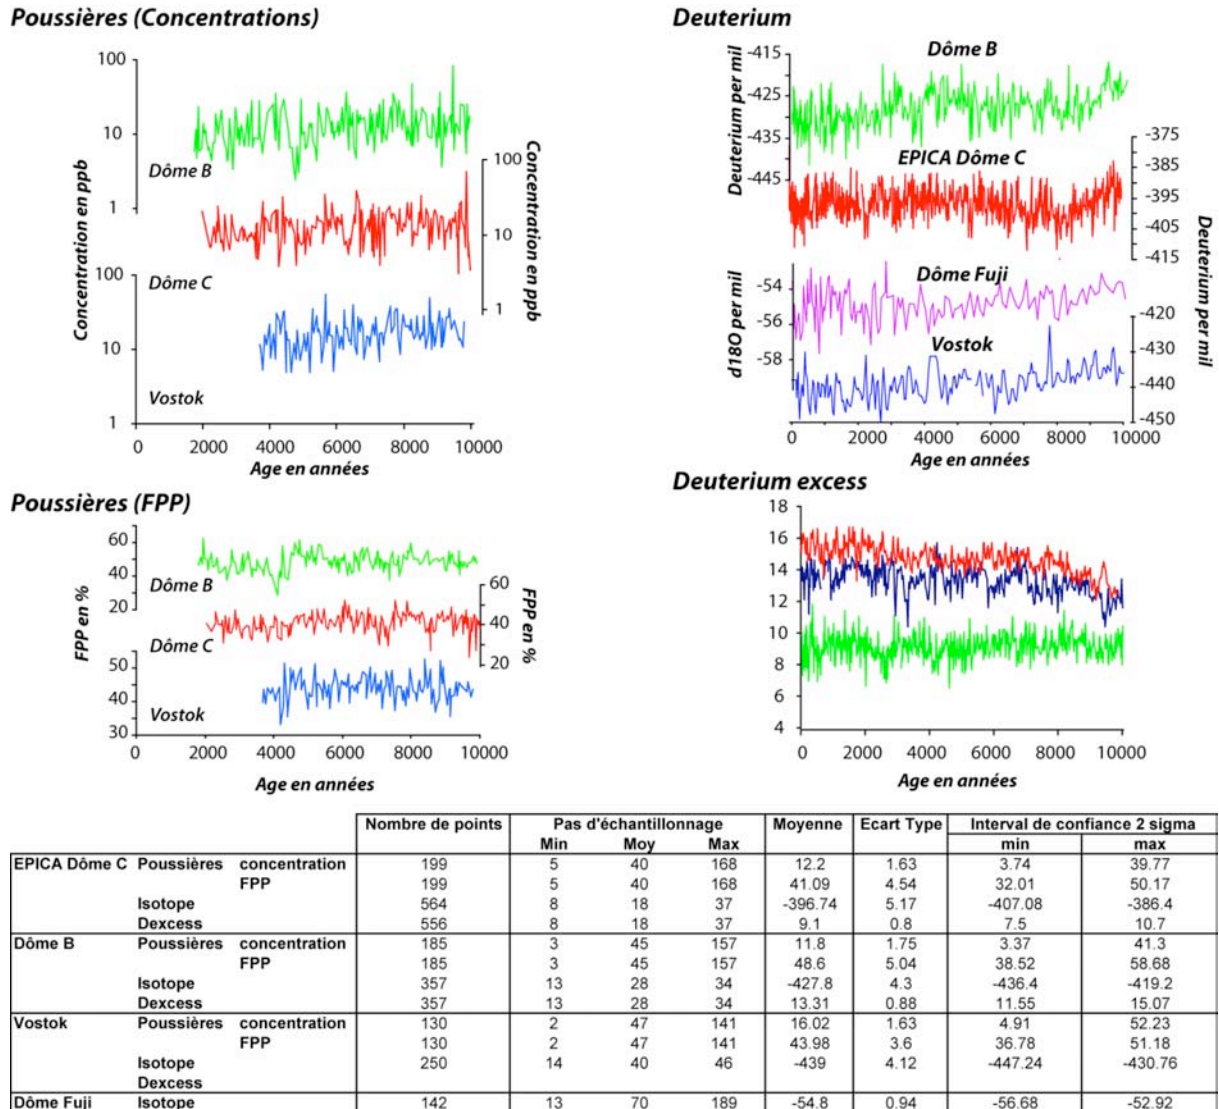 Poussières (Concentrations)
100
10
1
Dôme B
100
10
1
Dôme C
100
10
1
Vostok
Concentration en ppb
Concentration en ppb
0 2000 4000 6000 8000 10000
Age en années
Deuterium
-415
-425
-435
-445
Deuterium per mil
Dôme B
EPICA Dôme C
-375
-385
-395
-405
-415
Deuterium per mil
Dôme Fuji
-54
-56
-58
d18O per mil
Vostok
-420
-430
-440
-450
0 2000 4000 6000 8000 10000
Age en années
Poussières (FPP)
60
40
20
Dôme B
60
40
20
Dôme C
50
40
30
Vostok
FPP en %
FPP en %
0 2000 4000 6000 8000 10000
Age en années
Deuterium excess
18
16
14
12
10
8
6
4
0 2000 4000 6000 8000 10000
Age en années
Nombre de points Pas d'échantillonnage Moyenne Ecart Type Interval de confiance 2 sigma
Min Moy Max min max
EPICA Dôme C Poussières concentration 199 5 40 168 12.2 1.63 3.74 39.77
FPP 199 5 40 168 41.09 4.54 32.01 50.17
Isotope 564 8 18 37 -396.74 5.17 -407.08 -386.4
Dexcess 556 8 18 37 9.1 0.8 7.5 10.7
Dôme B Poussières concentration 185 3 45 157 11.8 1.75 3.37 41.3
FPP 185 3 45 157 48.6 5.04 38.52 58.68
Isotope 357 13 28 34 -427.8 4.3 -436.4 -419.2
Dexcess 357 13 28 34 13.31 0.88 11.55 15.07
Vostok Poussières concentration 130 2 47 141 16.02 1.63 4.91 52.23
FPP 130 2 47 141 43.98 3.6 36.78 51.18
Isotope 250 14 40 46 -439 4.12 -447.24 -430.76
Dexcess
Dôme Fuji Isotope 142 13 70 189 -54.8 0.94 -56.68 -52.92